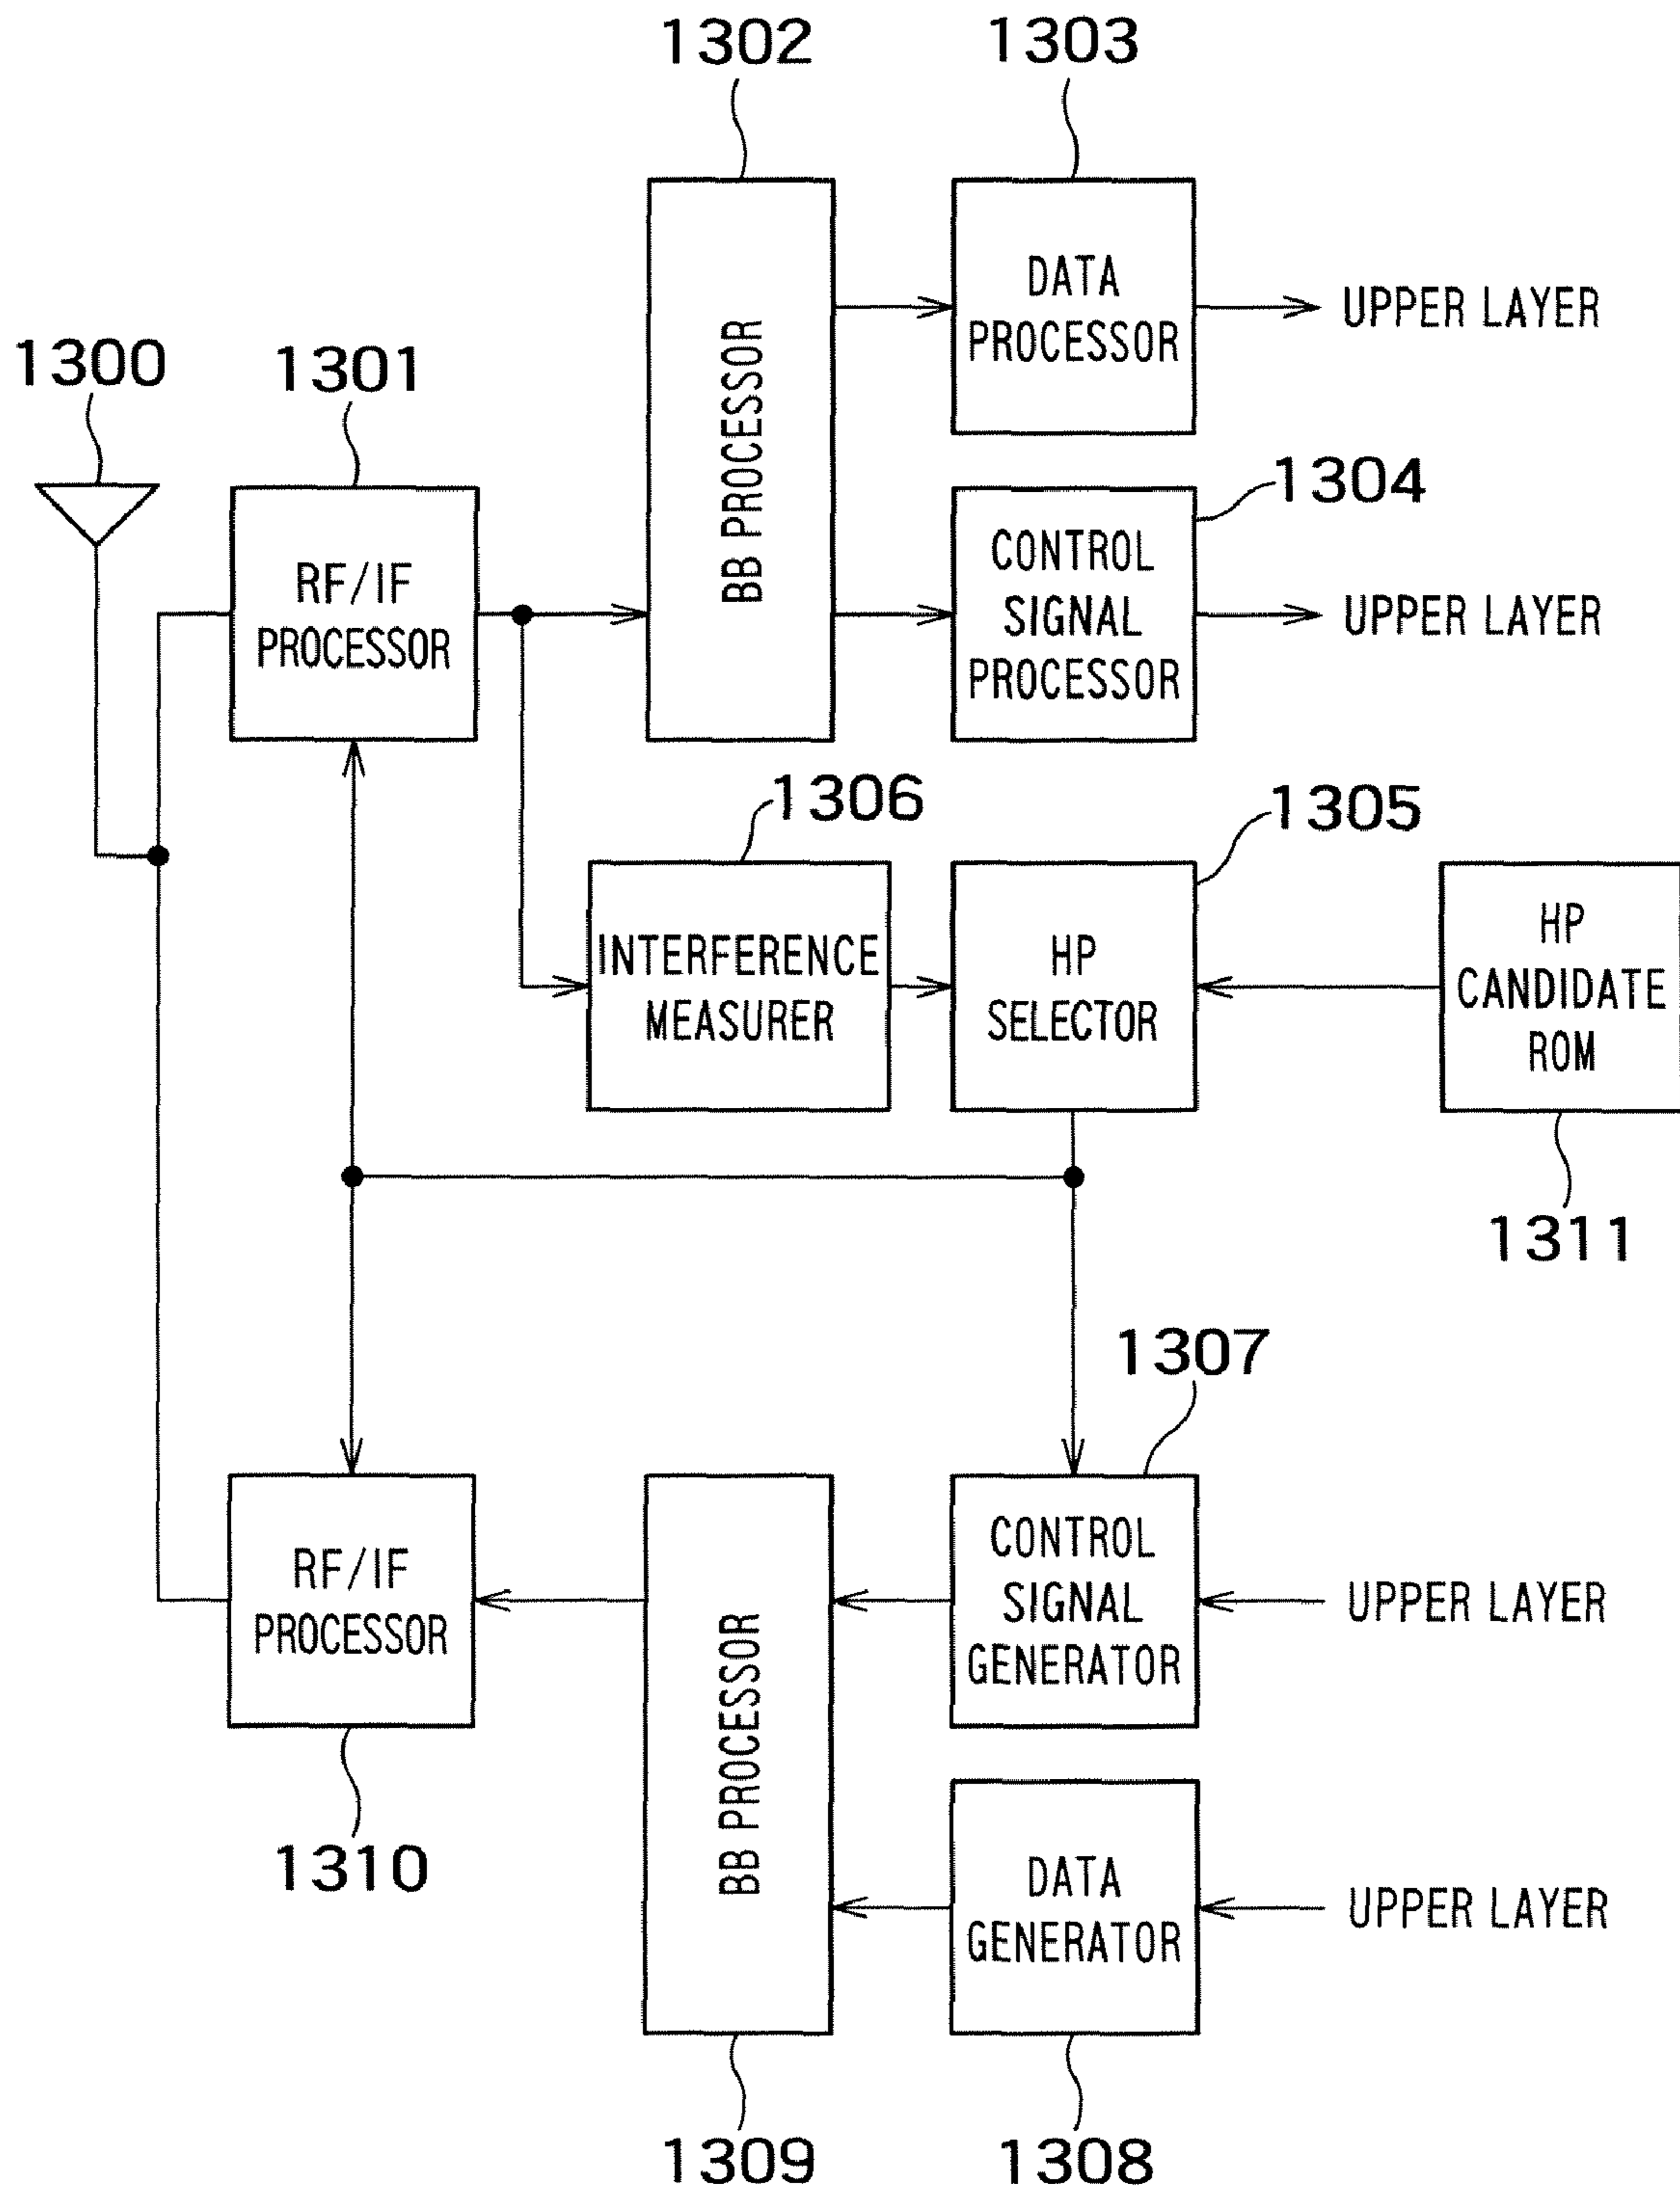 1302
1303
DATA
PROCESSOR
UPPER LAYER
1300
1301
BB PROCESSOR
1304
RF/IF
PROCESSOR
CONTROL
SIGNAL
PROCESSOR
UPPER LAYER
1306
1305
INTERFERENCE
MEASURER
HP
SELECTOR
HP
CANDIDATE
ROM
1311
1307
RF/IF
PROCESSOR
CONTROL
SIGNAL
GENERATOR
UPPER LAYER
BB PROCESSOR
1310
DATA
GENERATOR
UPPER LAYER
1309
1308